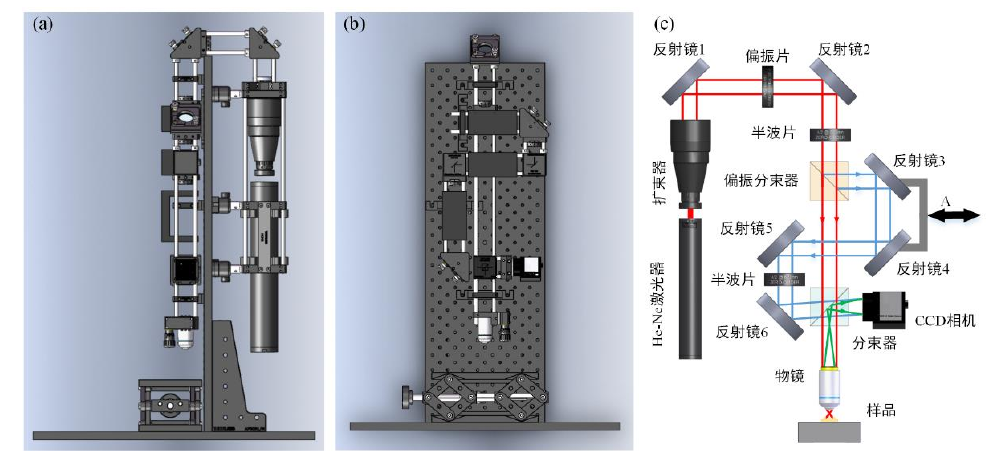 (a)
(b)
(c)
反射镜1
偏振片
反射镜2
半波片
反射镜3
扩束器
偏振分束器
A
反射镜5
反射镜4
半波片
He-Ne激光器
反射镜6
CCD相机
分束器
物镜
样品